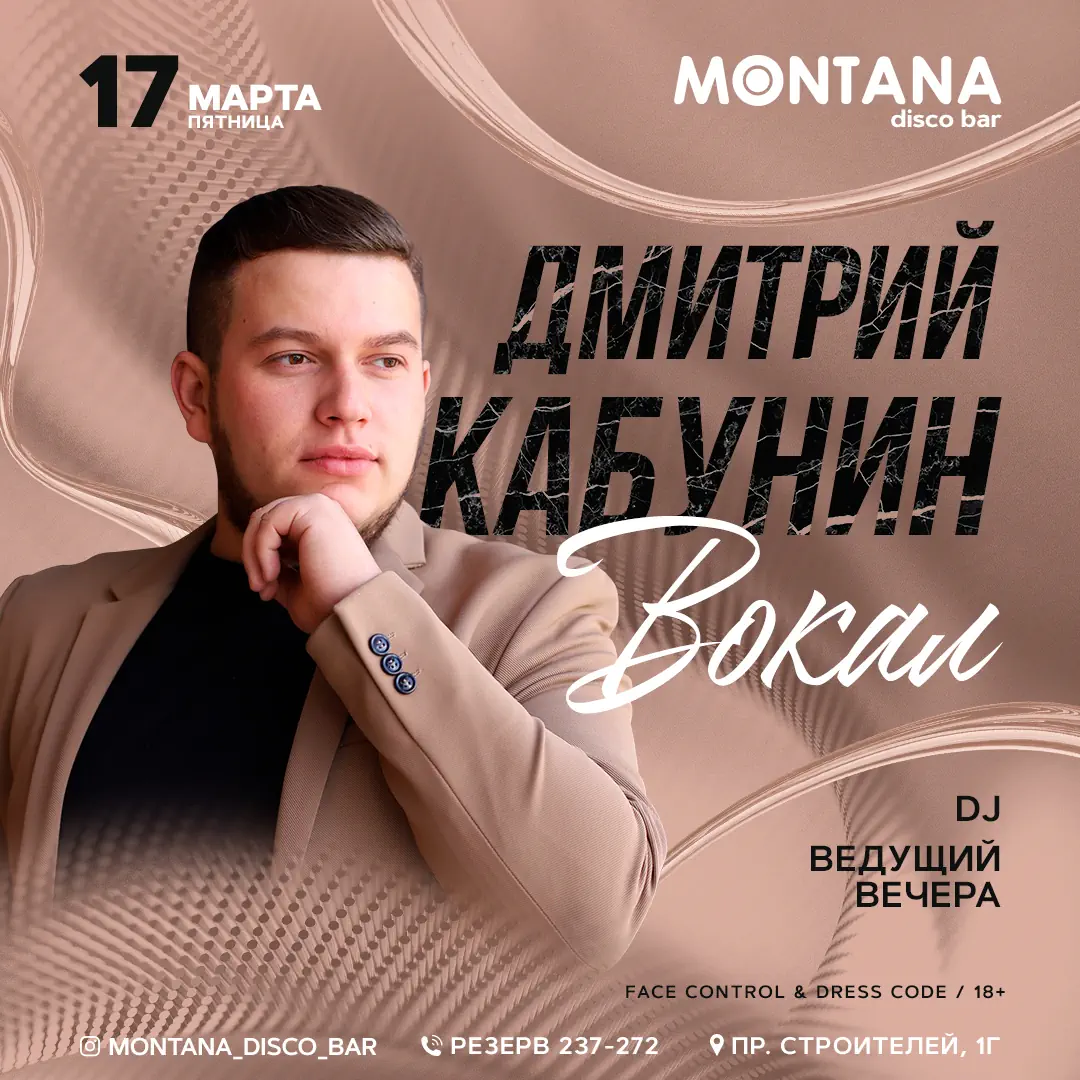 17 МАРТА
ПЯТНИЦА
MONTANA
disco bar
ДМИТРИЙ
КАБУНИН
Вокал
DJ
ВЕДУЩИЙ
ВЕЧЕРА
FACE CONTROL & DRESS CODE / 18+
MONTANA_DISCO_BAR
РЕЗЕРВ 237-272
ПР. СТРОИТЕЛЕЙ, 1Г